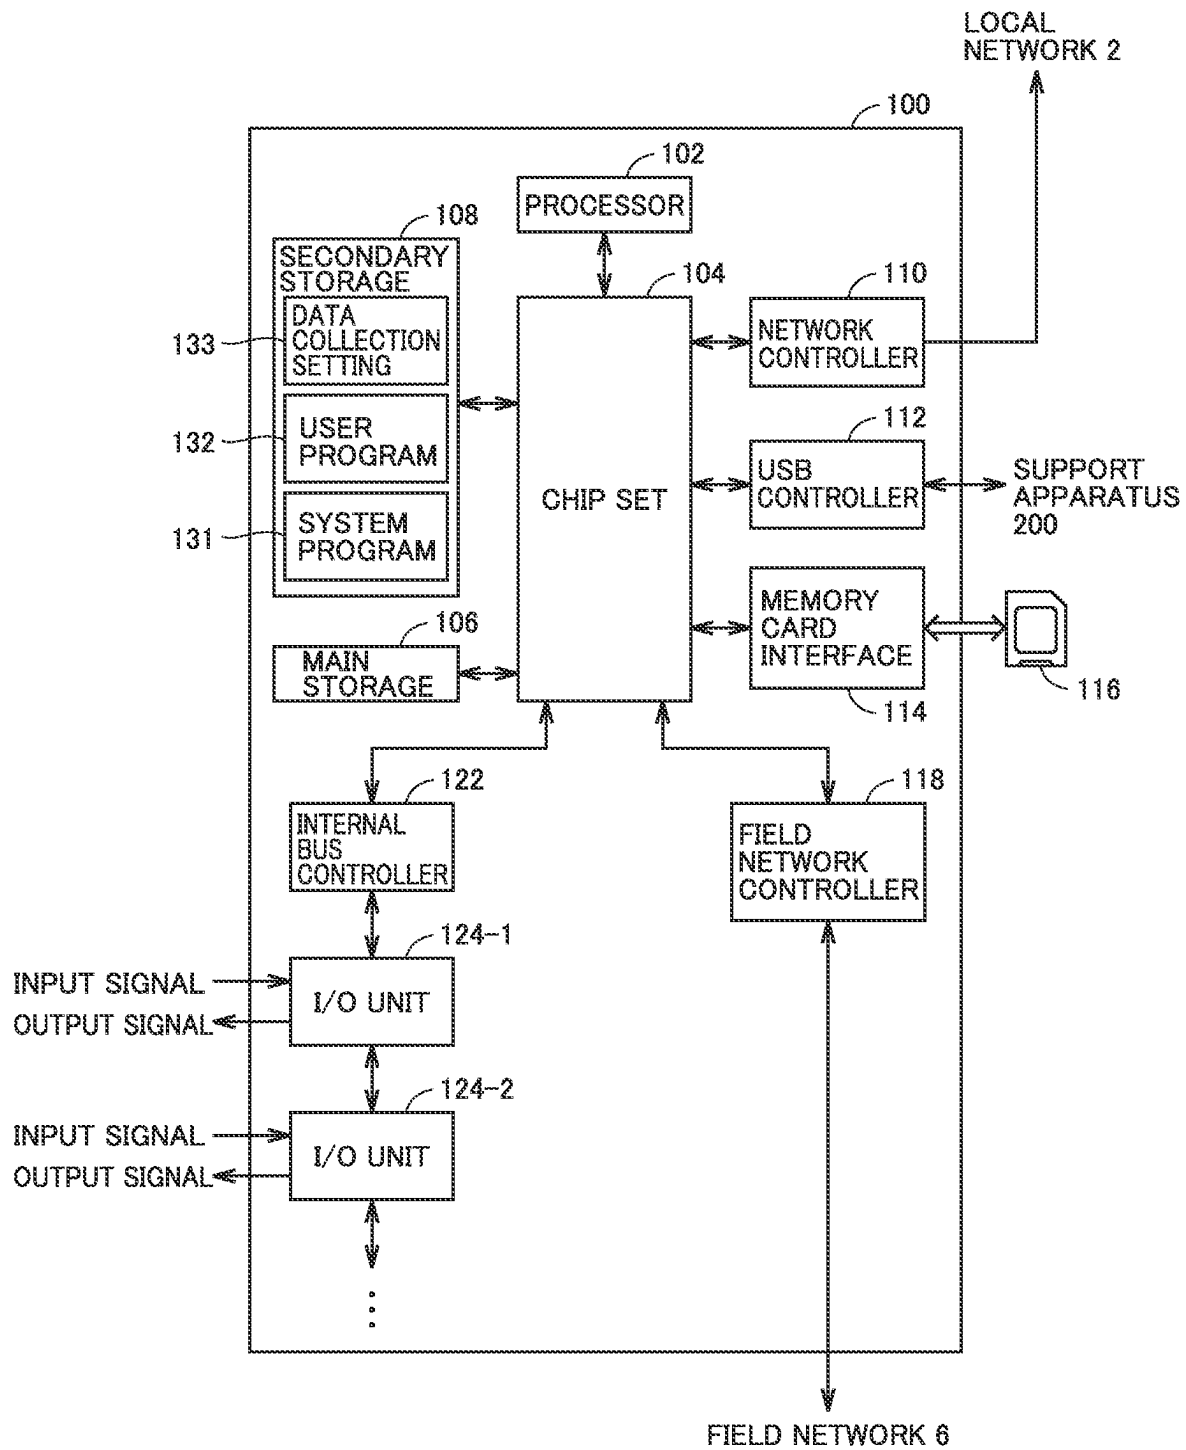 LOCAL
NETWORK 2
100
102
PROCESSOR
108
SECONDARY
STORAGE
104
110
133
DATA
COLLECTION
SETTING
NETWORK
CONTROLLER
132
USER
PROGRAM
112
USB
CONTROLLER
SUPPORT
APPARATUS
200
CHIP SET
131
SYSTEM
PROGRAM
MEMORY
CARD
INTERFACE
106
MAIN
STORAGE
114
116
122
118
INTERNAL
BUS
CONTROLLER
FIELD
NETWORK
CONTROLLER
124-1
INPUT SIGNAL
OUTPUT SIGNAL
I/O UNIT
124-2
INPUT SIGNAL
OUTPUT SIGNAL
I/O UNIT
FIELD NETWORK 6